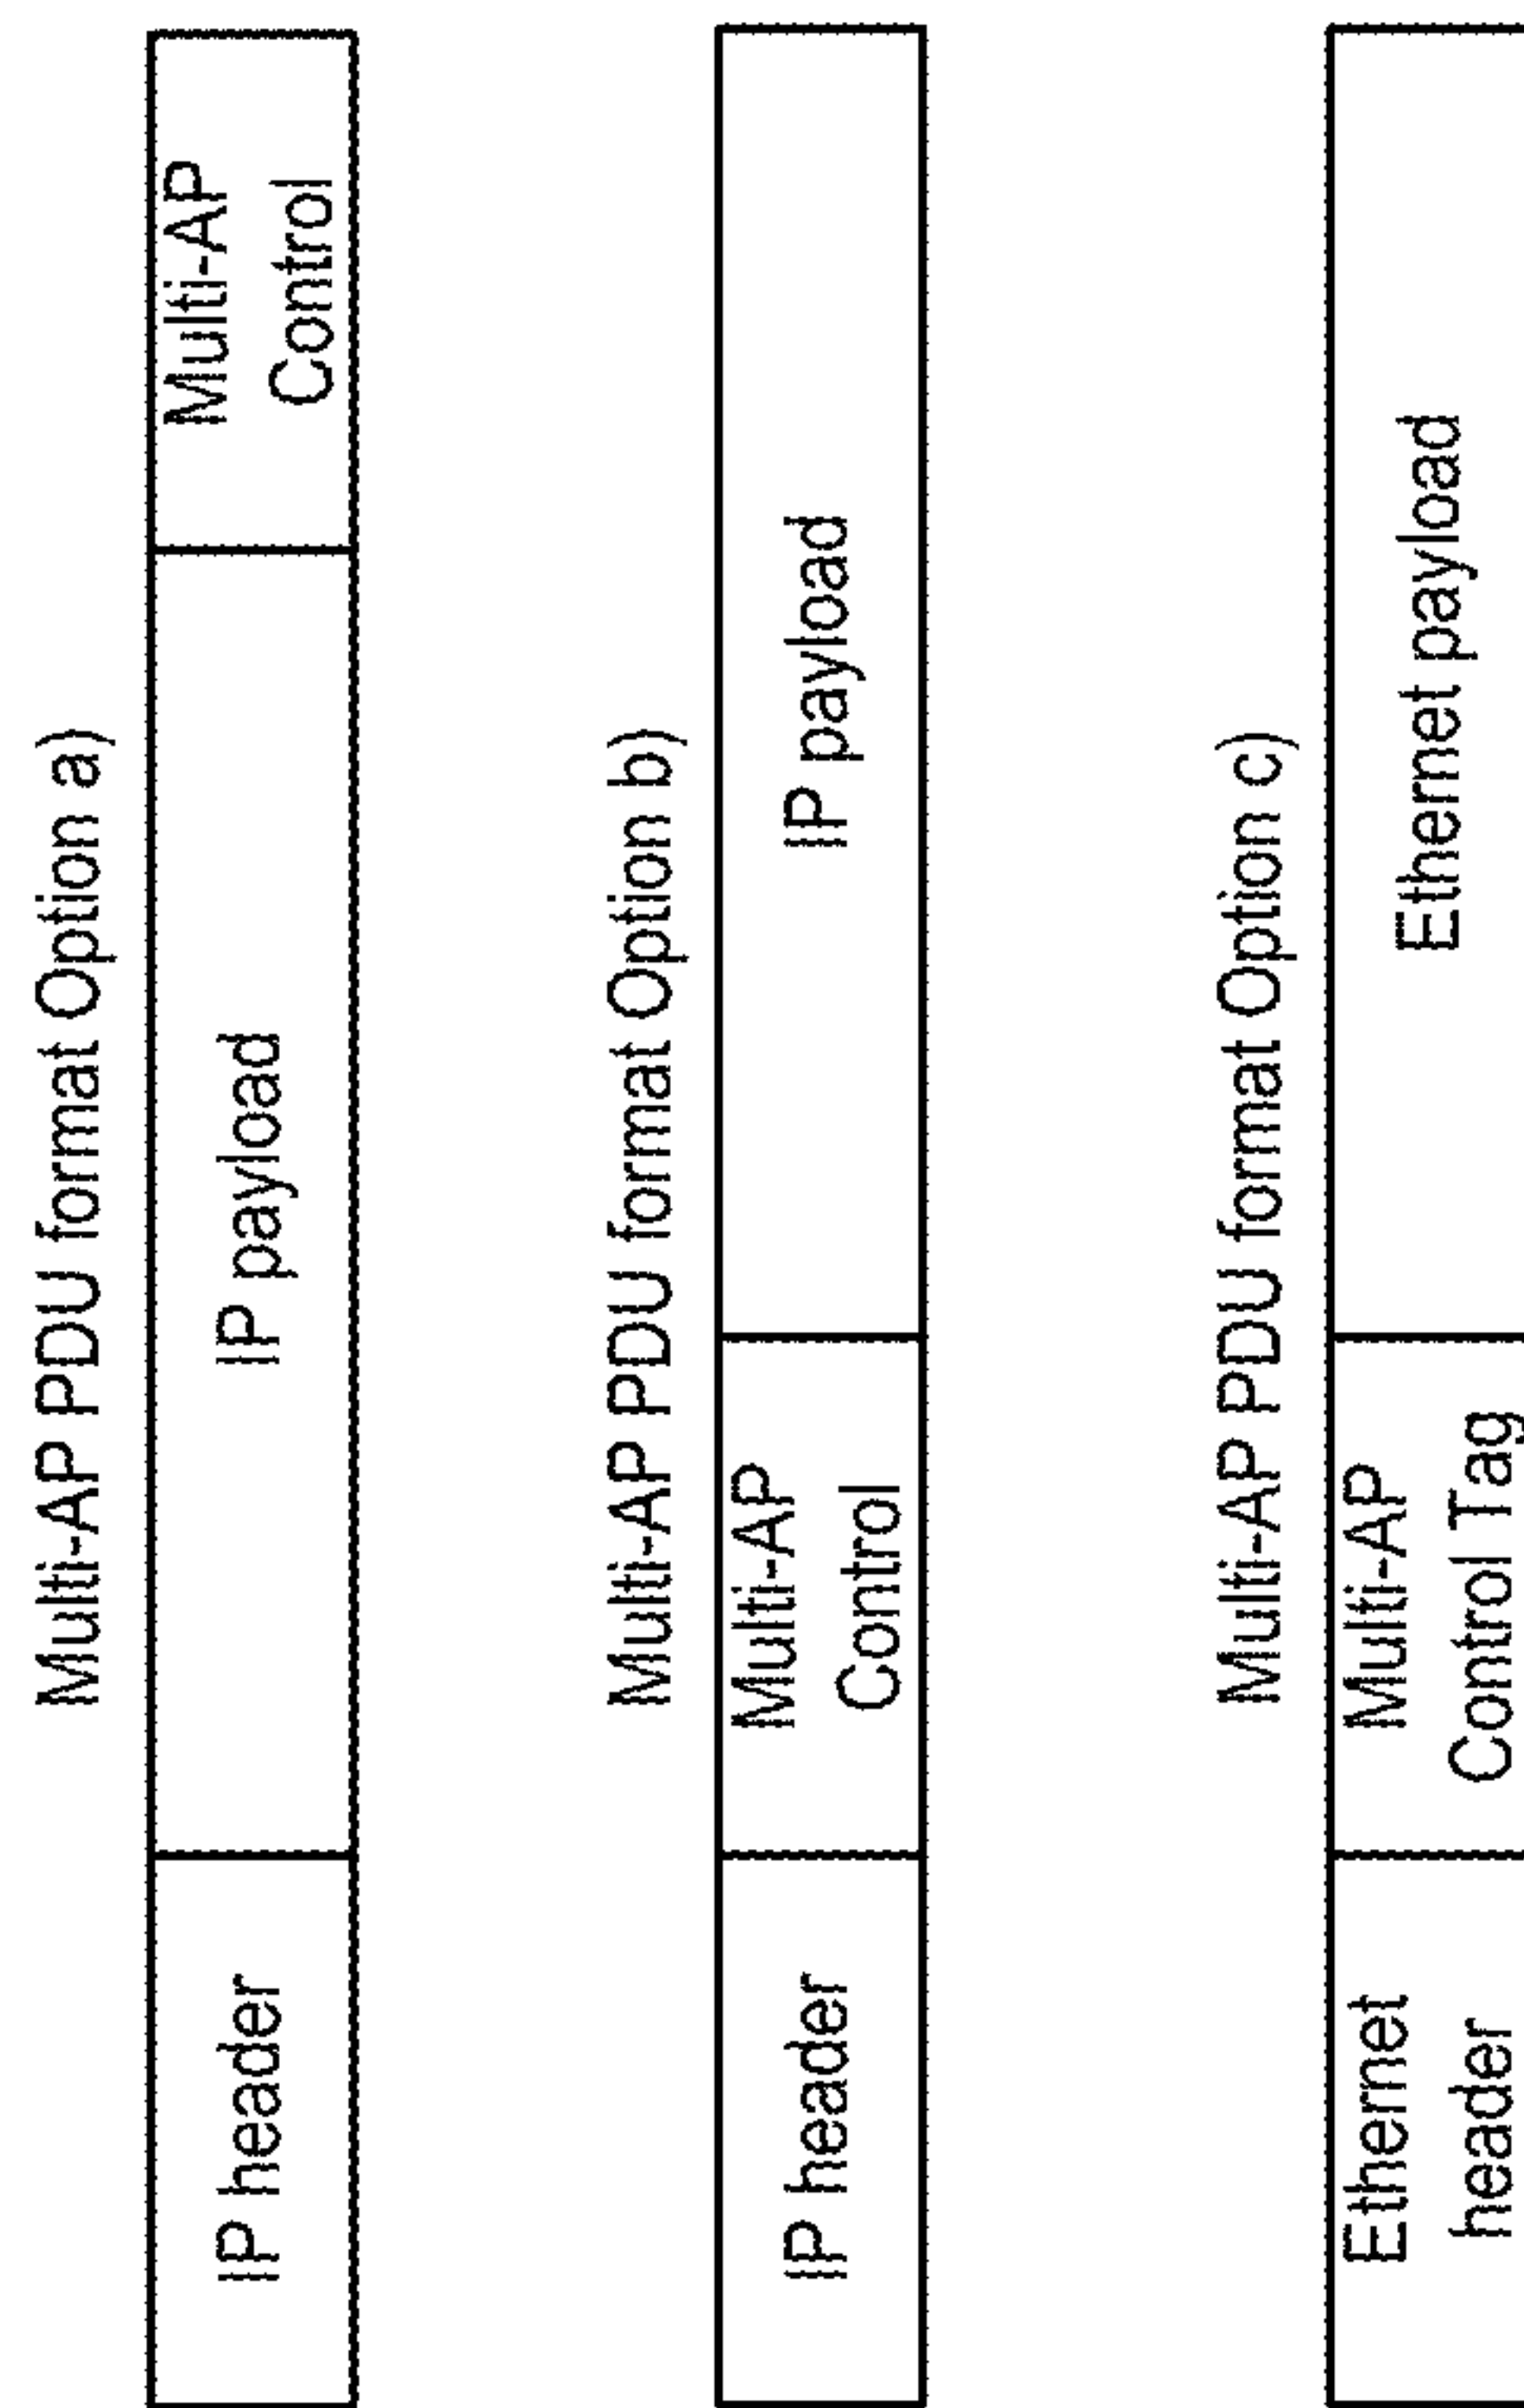 Multi-AP PDU format Option a)
IP header
IP payload
Multi-AP
Control
Multi-AP PDU format Option b)
IP header
Multi-AP
Control
IP payload
Multi-AP PDU format Option c)
Ethernet
header
Multi-AP
Control Tag
Ethernet payload